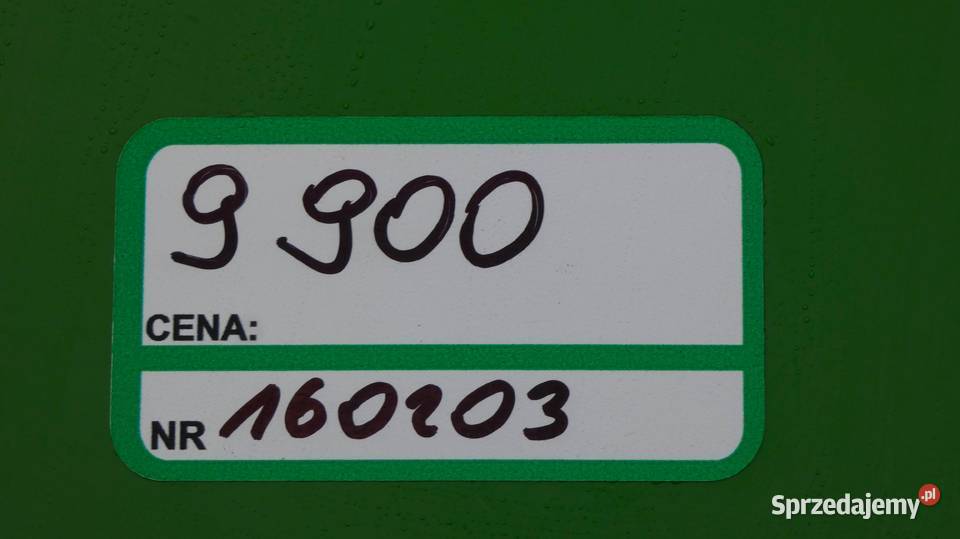 9 900
CENA:
NR 160203
Sprzedajemy.pl